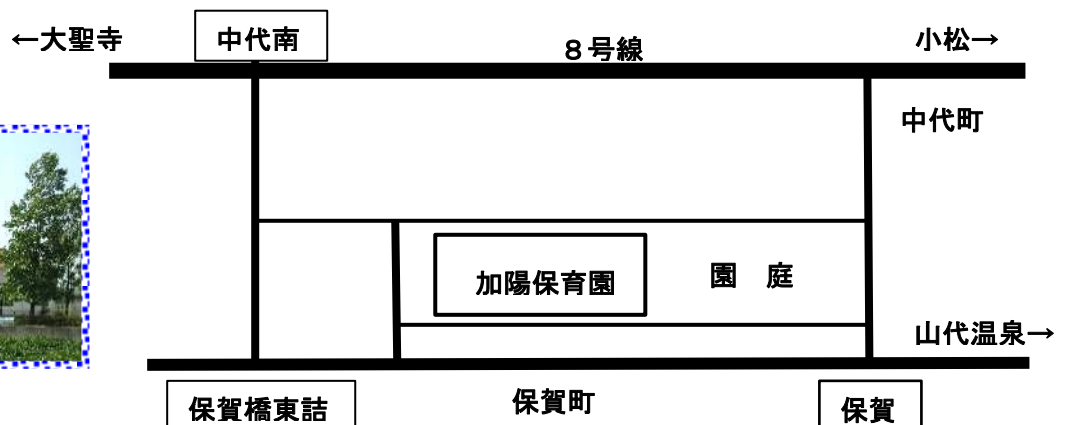 ←大聖寺
中代南
８号線
小松→
中代町
加陽保育園
園　庭
山代温泉→
保賀橋東詰
保賀町
保賀